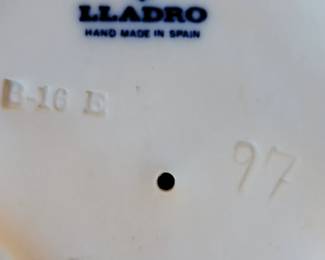 LLADRO
HAND MADE IN SPAIN
B-16 E
97